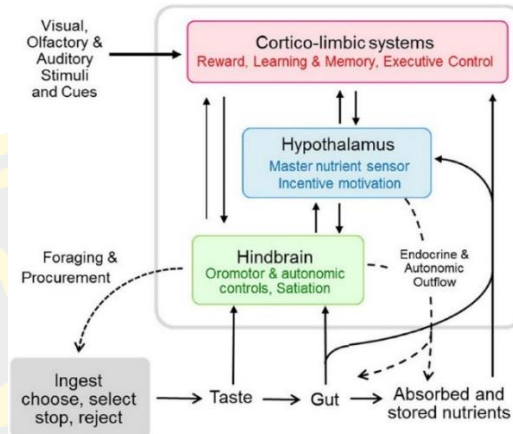 Visual,
Olfactory &
Auditory
Stimuli
and Cues
Cortico-limbic systems
Reward, Learning & Memory, Executive Control
Hypothalamus
Master nutrient sensor
Incentive motivation
Foraging &
Procurement
Hindbrain
Oromotor & autonomic
controls, Satiation
Endocrine &
Autonomic
Outflow
Ingest
choose, select
stop, reject
Taste
Gut
Absorbed and
stored nutrients